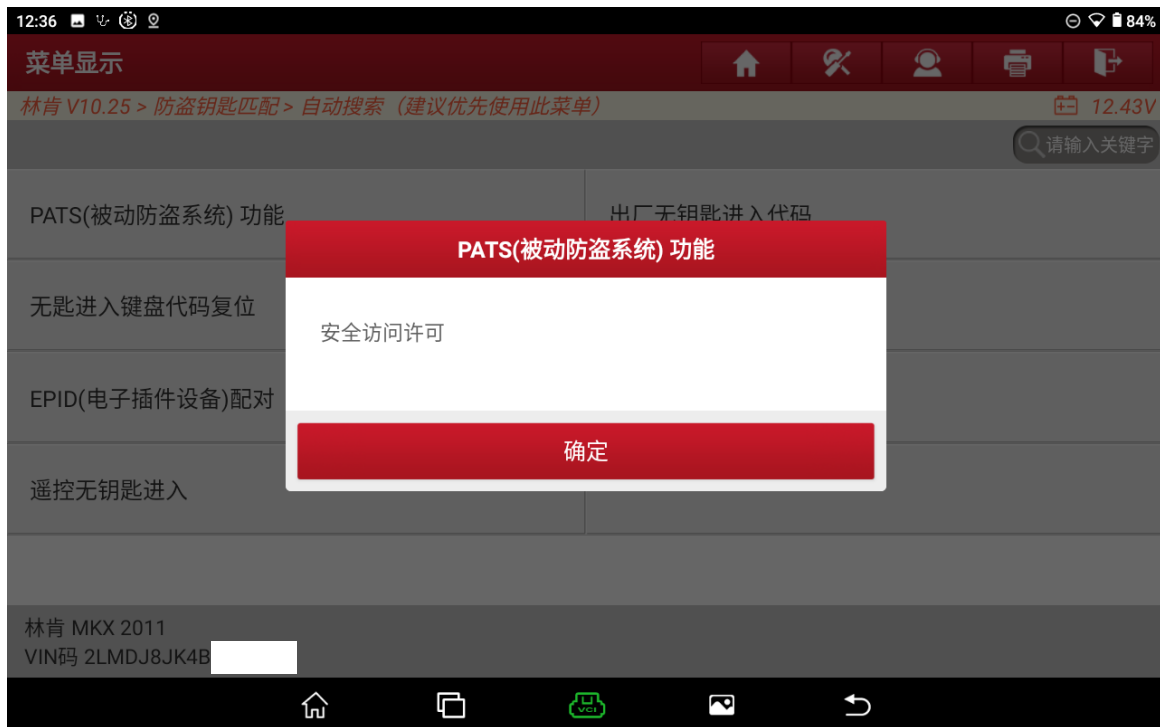 12:36 84%
菜单显示
林肯 V10.25 > 防盗钥匙匹配 > 自动搜索（建议优先使用此菜单） 12.43V
请输入关键字
PATS(被动防盗系统) 功能 出厂无钥匙进入代码
PATS(被动防盗系统) 功能
无匙进入键盘代码复位
安全访问许可
EPID(电子插件设备)配对
确定
遥控无钥匙进入
林肯 MKX 2011
VIN码 2LMDJ8JK4B
VCI